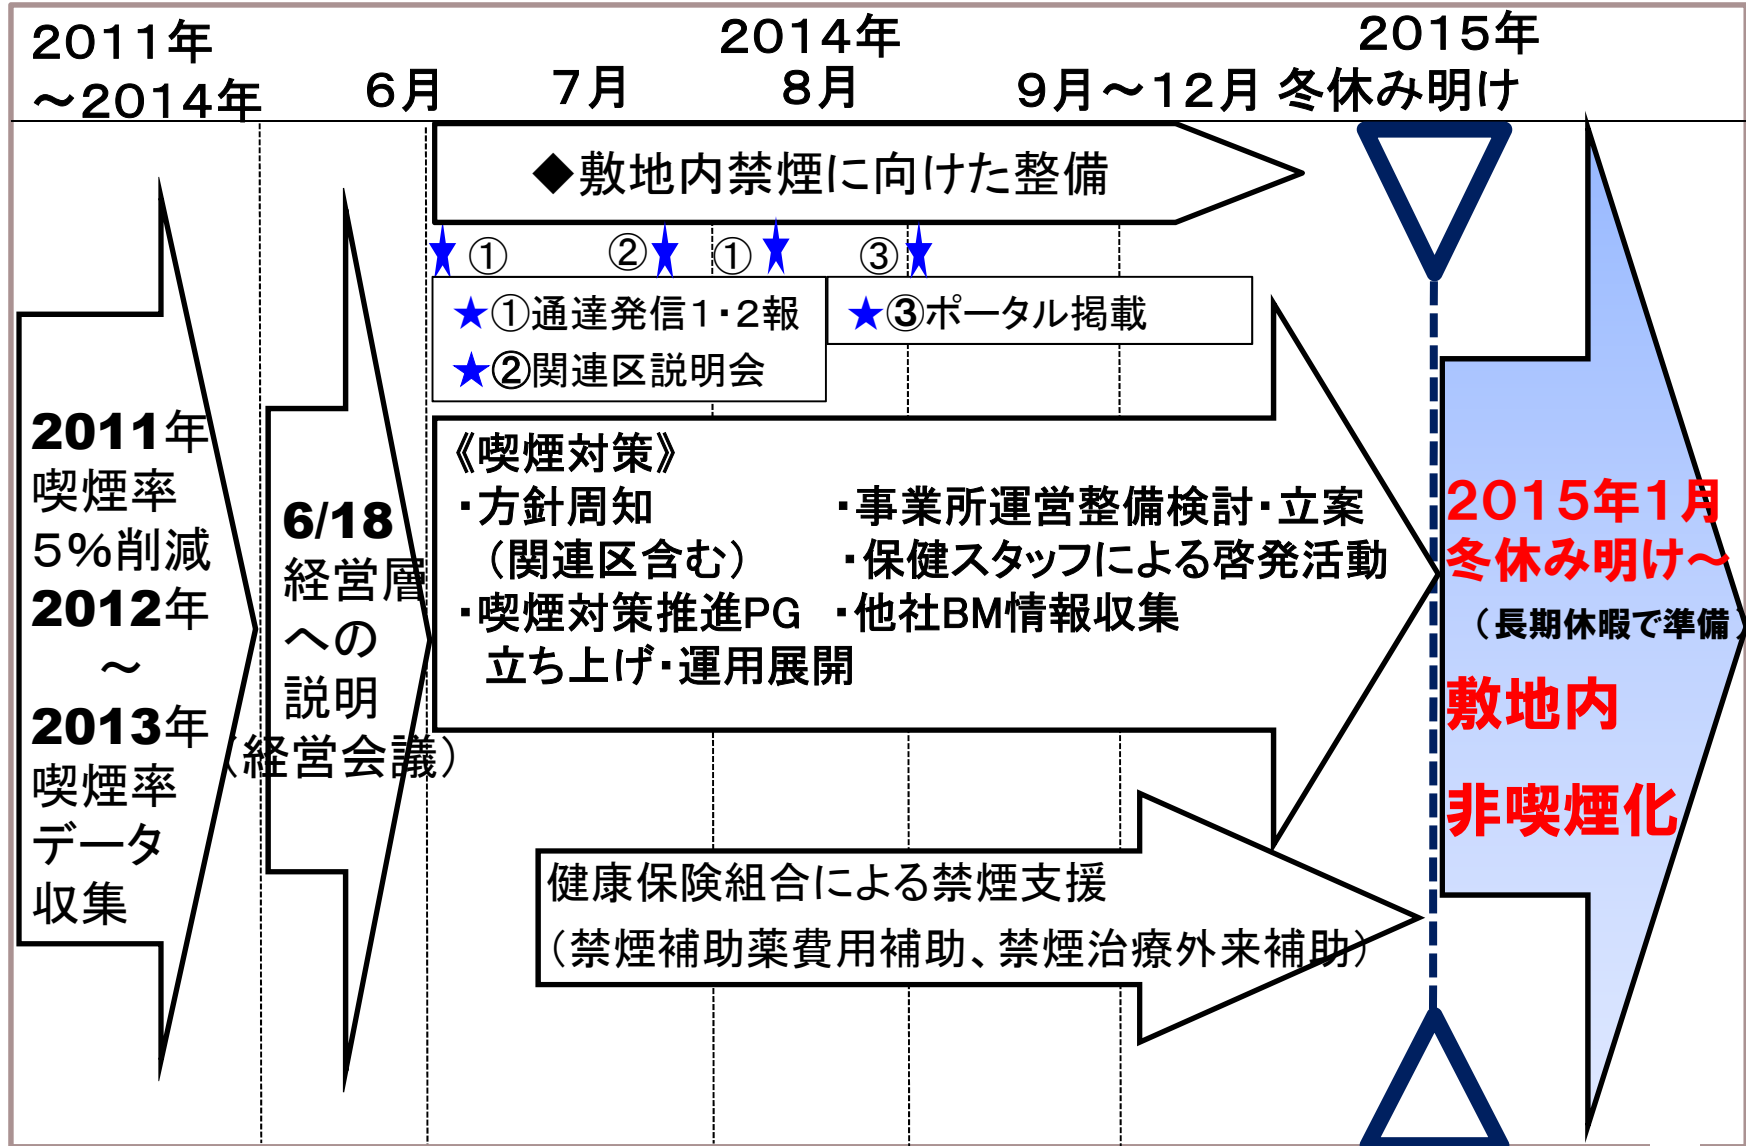 2011年
～2014年
6月
7月
2014年
8月
9月～12月
2015年
冬休み明け
◆敷地内禁煙に向けた整備
★①
②★
①★
③★
★①通達発信1・2報
★②関連区説明会
★③ポータル掲載
2011年
喫煙率
5%削減
2012年
～
2013年
喫煙率
データ
収集
6/18
経営層
への
説明
（経営会議）
《喫煙対策》
・方針周知
（関連区含む）
・喫煙対策推進PG
立ち上げ・運用展開
・事業所運営整備検討・立案
・保健スタッフによる啓発活動
・他社BM情報収集
健康保険組合による禁煙支援
（禁煙補助薬費用補助、禁煙治療外来補助）
2015年1月
冬休み明け～
（長期休暇で準備）
敷地内
非喫煙化